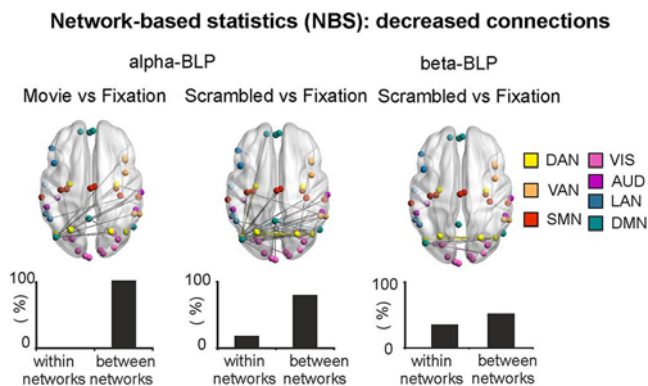 Network-based statistics (NBS): decreased connections
alpha-BLP
beta-BLP
Movie vs Fixation
Scrambled vs Fixation
Scrambled vs Fixation
DAN
VIS
VAN
AUD
LAN
SMN
DMN
100
(%)
0
within networks
between networks
100
(%)
0
within networks
between networks
100
(%)
0
within networks
between networks